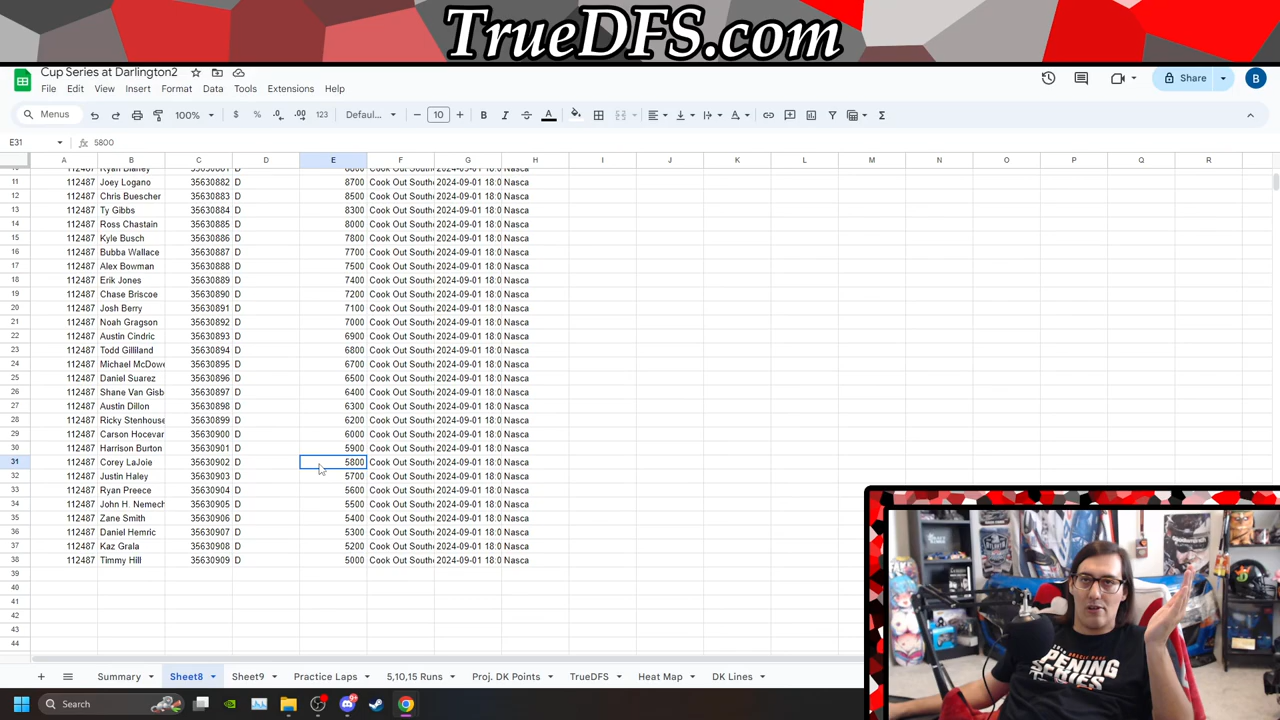 TrueDFS.com
Cup Series at Darlington2
File Edit View Insert Format Data Tools Extensions Help
Share B
Menus 100% $ % .0 .00 123 Defaul... 10 B I A
E31 5800
A B C D E F G H I J K L M N O P Q R
11 112487 Joey Logano 35630882 D 8700 Cook Out South 2024-09-01 18:0 Nasca
12 112487 Chris Buescher 35630883 D 8500 Cook Out South 2024-09-01 18:0 Nasca
13 112487 Ty Gibbs 35630884 D 8300 Cook Out South 2024-09-01 18:0 Nasca
14 112487 Ross Chastain 35630885 D 8000 Cook Out South 2024-09-01 18:0 Nasca
15 112487 Kyle Busch 35630886 D 7800 Cook Out South 2024-09-01 18:0 Nasca
16 112487 Bubba Wallace 35630887 D 7700 Cook Out South 2024-09-01 18:0 Nasca
17 112487 Alex Bowman 35630888 D 7500 Cook Out South 2024-09-01 18:0 Nasca
18 112487 Erik Jones 35630889 D 7400 Cook Out South 2024-09-01 18:0 Nasca
19 112487 Chase Briscoe 35630890 D 7200 Cook Out South 2024-09-01 18:0 Nasca
20 112487 Josh Berry 35630891 D 7100 Cook Out South 2024-09-01 18:0 Nasca
21 112487 Noah Gragson 35630892 D 7000 Cook Out South 2024-09-01 18:0 Nasca
22 112487 Austin Cindric 35630893 D 6900 Cook Out South 2024-09-01 18:0 Nasca
23 112487 Todd Gilliland 35630894 D 6800 Cook Out South 2024-09-01 18:0 Nasca
24 112487 Michael McDowe 35630895 D 6700 Cook Out South 2024-09-01 18:0 Nasca
25 112487 Daniel Suarez 35630896 D 6500 Cook Out South 2024-09-01 18:0 Nasca
26 112487 Shane Van Gisb 35630897 D 6400 Cook Out South 2024-09-01 18:0 Nasca
27 112487 Austin Dillon 35630898 D 6300 Cook Out South 2024-09-01 18:0 Nasca
28 112487 Ricky Stenhouse 35630899 D 6200 Cook Out South 2024-09-01 18:0 Nasca
29 112487 Carson Hocevar 35630900 D 6000 Cook Out South 2024-09-01 18:0 Nasca
30 112487 Harrison Burton 35630901 D 5900 Cook Out South 2024-09-01 18:0 Nasca
31 112487 Corey LaJoie 35630902 D 5800 Cook Out South 2024-09-01 18:0 Nasca
32 112487 Justin Haley 35630903 D 5700 Cook Out South 2024-09-01 18:0 Nasca
33 112487 Ryan Preece 35630904 D 5600 Cook Out South 2024-09-01 18:0 Nasca
34 112487 John H. Nemech 35630905 D 5500 Cook Out South 2024-09-01 18:0 Nasca
35 112487 Zane Smith 35630906 D 5400 Cook Out South 2024-09-01 18:0 Nasca
36 112487 Daniel Hemric 35630907 D 5300 Cook Out South 2024-09-01 18:0 Nasca
37 112487 Kaz Grala 35630908 D 5200 Cook Out South 2024-09-01 18:0 Nasca
38 112487 Timmy Hill 35630909 D 5000 Cook Out South 2024-09-01 18:0 Nasca
39
40
41
42
43
44
OPENING
SERIES
Summary Sheet8 Sheet9 Practice Laps 5,10,15 Runs Proj. DK Points TrueDFS Heat Map DK Lines
Search